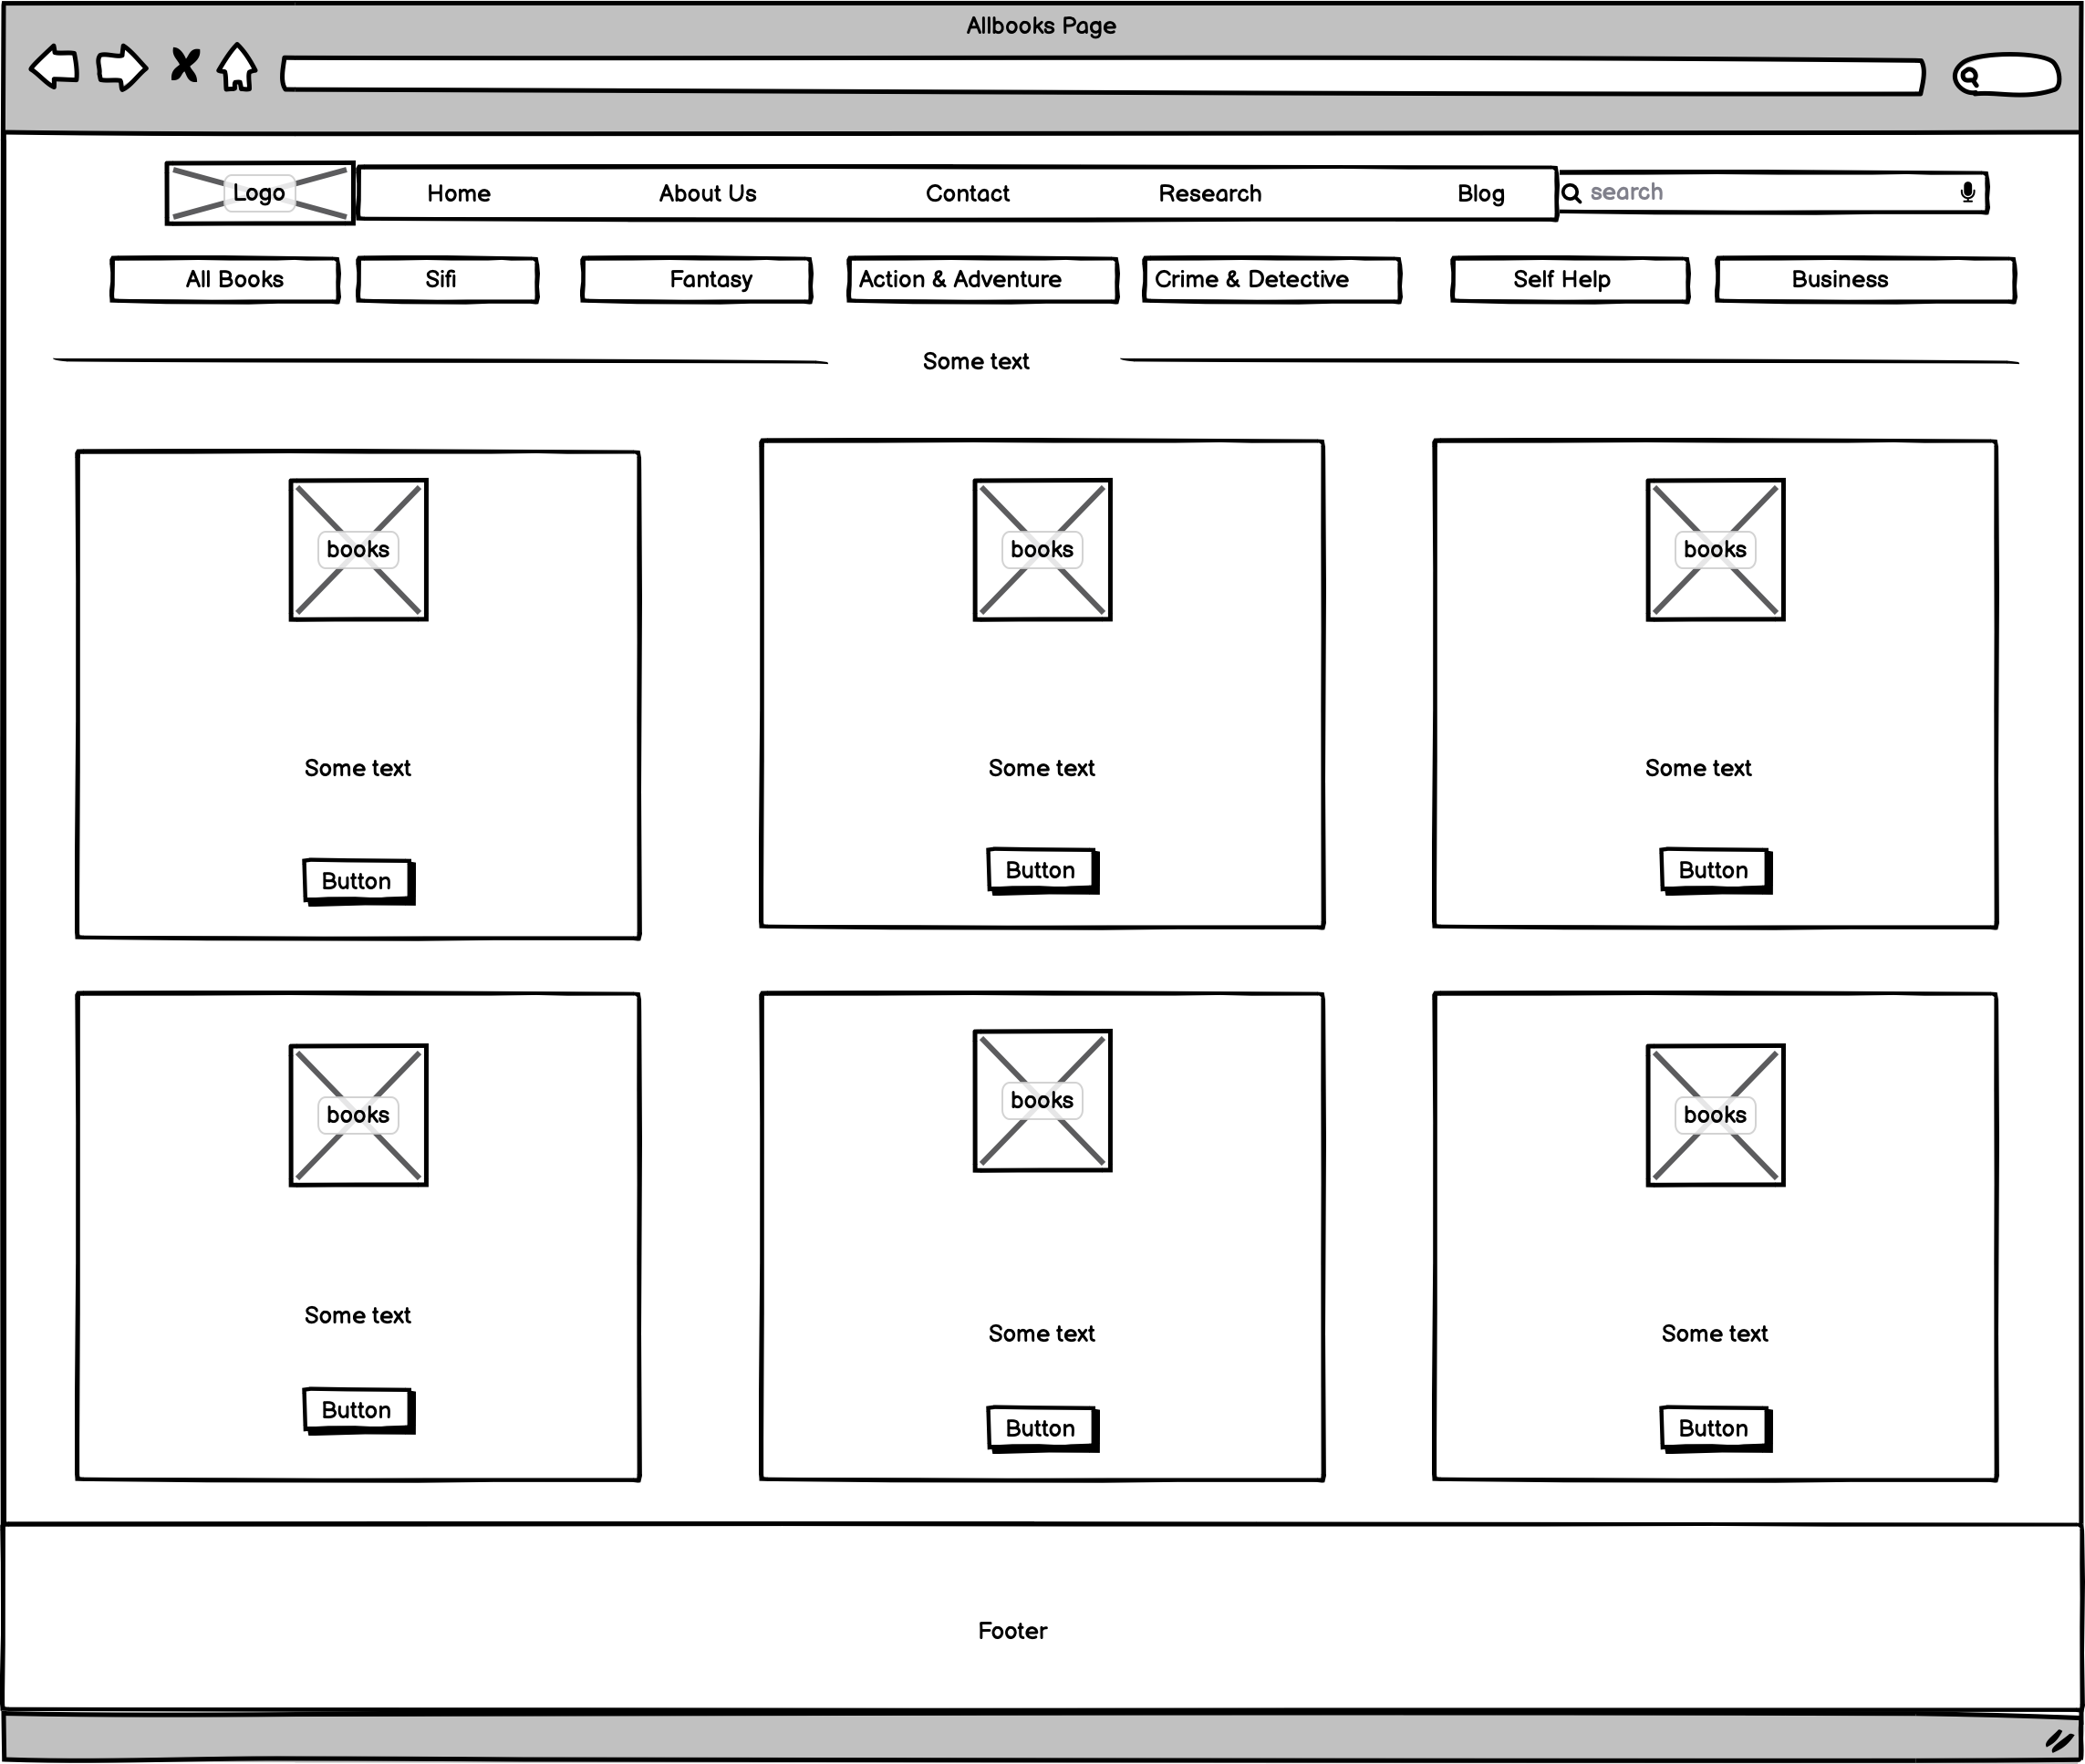 Allbooks Page
Logo Home About Us Contact Research Blog search
All Books Sifi Fantasy Action & Adventure Crime & Detective Self Help Business
Some text
books books books
Some text Some text Some text
Button Button Button
books books books
Some text Some text Some text
Button Button Button
Footer